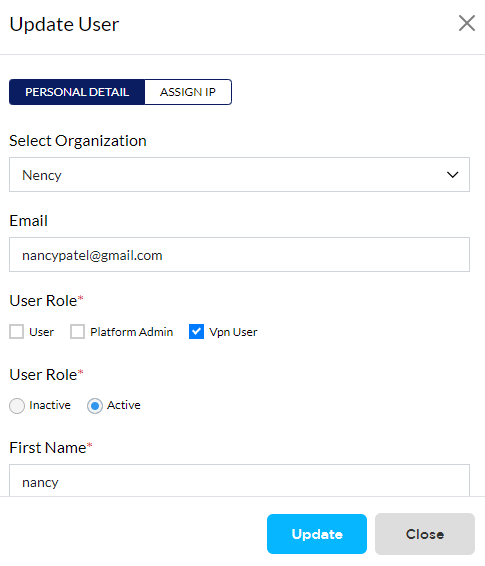 Update User
PERSONAL DETAIL ASSIGN IP
Select Organization
Nency
Email
nancypatel@gmail.com
User Role*
User Platform Admin Vpn User
User Role*
Inactive Active
First Name*
nancy
Update Close